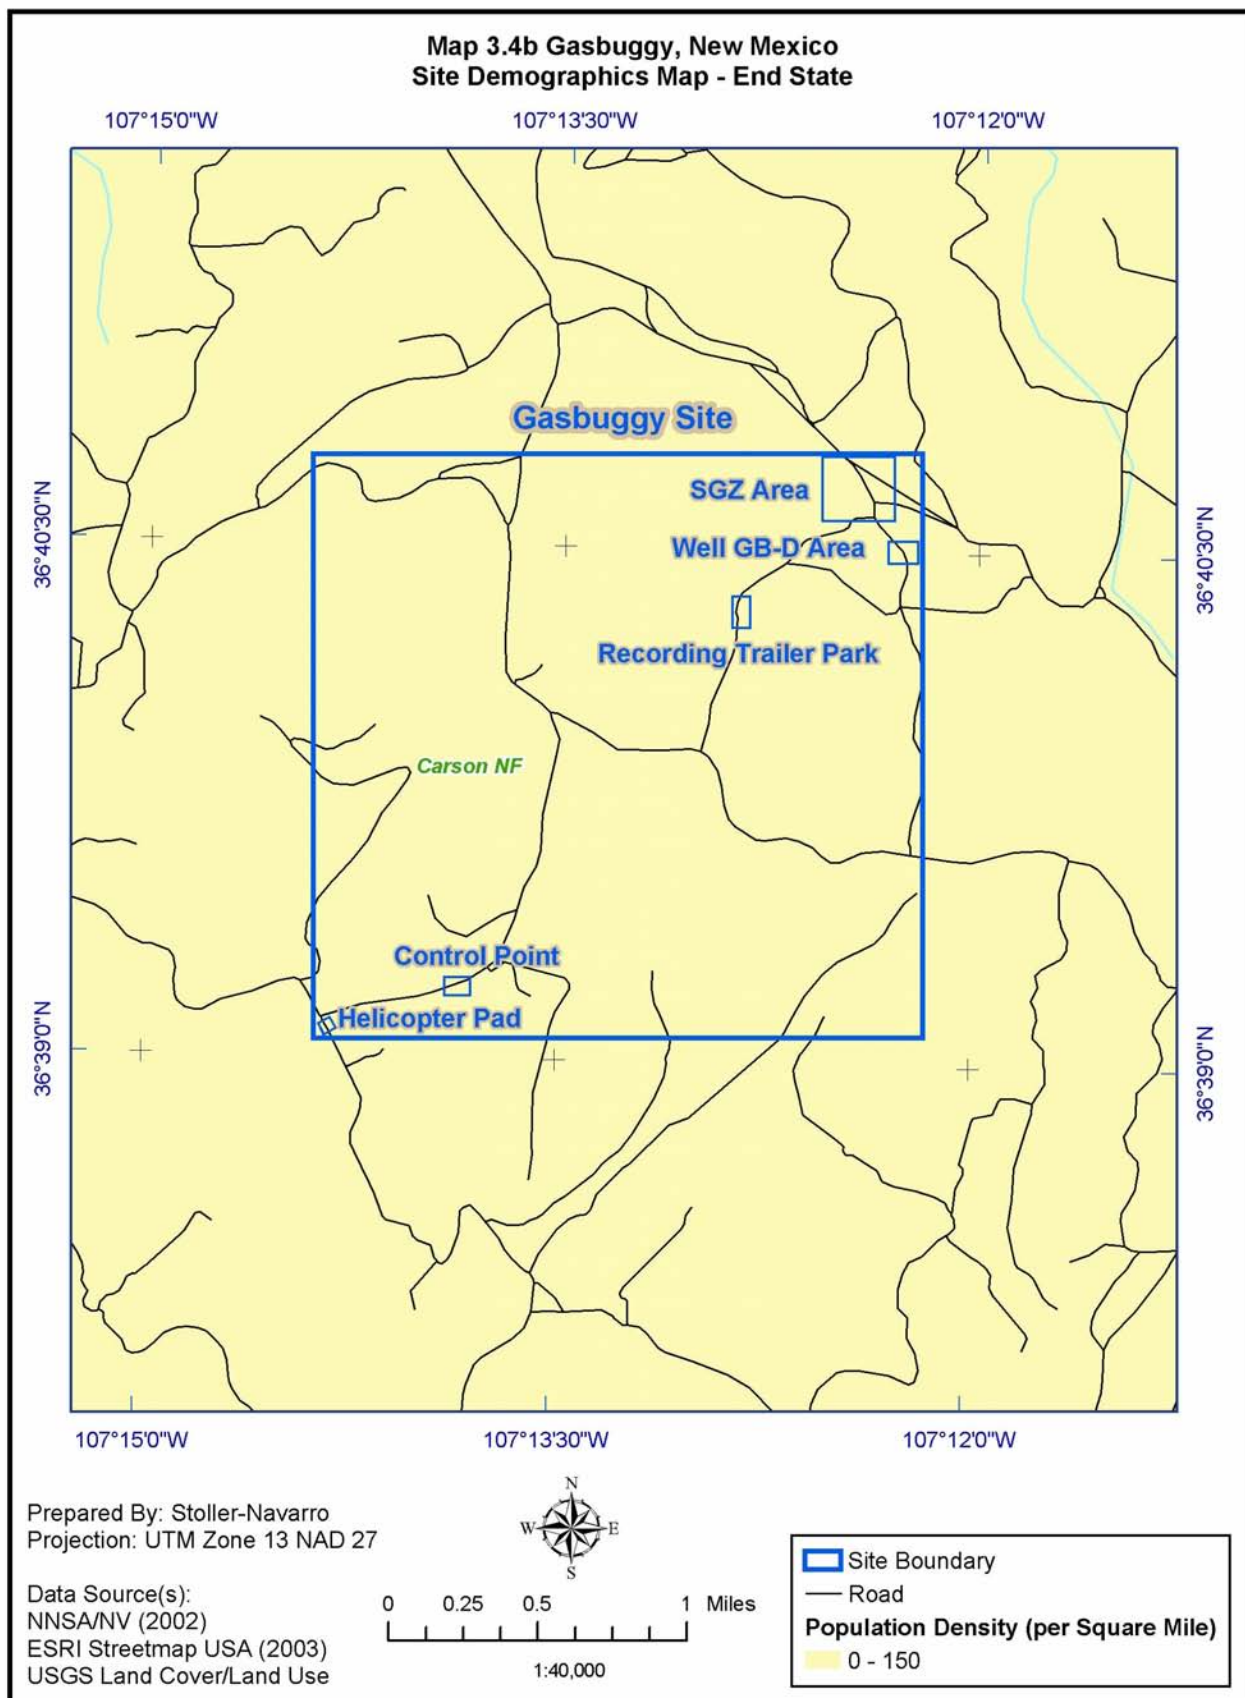 Map 3.4b Gasbuggy, New Mexico
Site Demographics Map - End State
107°15'0"W 107°13'30"W 107°12'0"W
Gasbuggy Site
SGZ Area
36°40'30"N
36°40'30"N
Well GB-D Area
Recording Trailer Park
Carson NF
Control Point
Helicopter Pad
36°39'0"N
36°39'0"N
107°15'0"W 107°13'30"W 107°12'0"W
Prepared By: Stoller-Navarro
Projection: UTM Zone 13 NAD 27
Data Source(s):
NNSA/NV (2002)
ESRI Streetmap USA (2003)
USGS Land Cover/Land Use
N
W E
S
0 0.25 0.5 1 Miles
1:40,000
Site Boundary
Road
Population Density (per Square Mile)
0 - 150